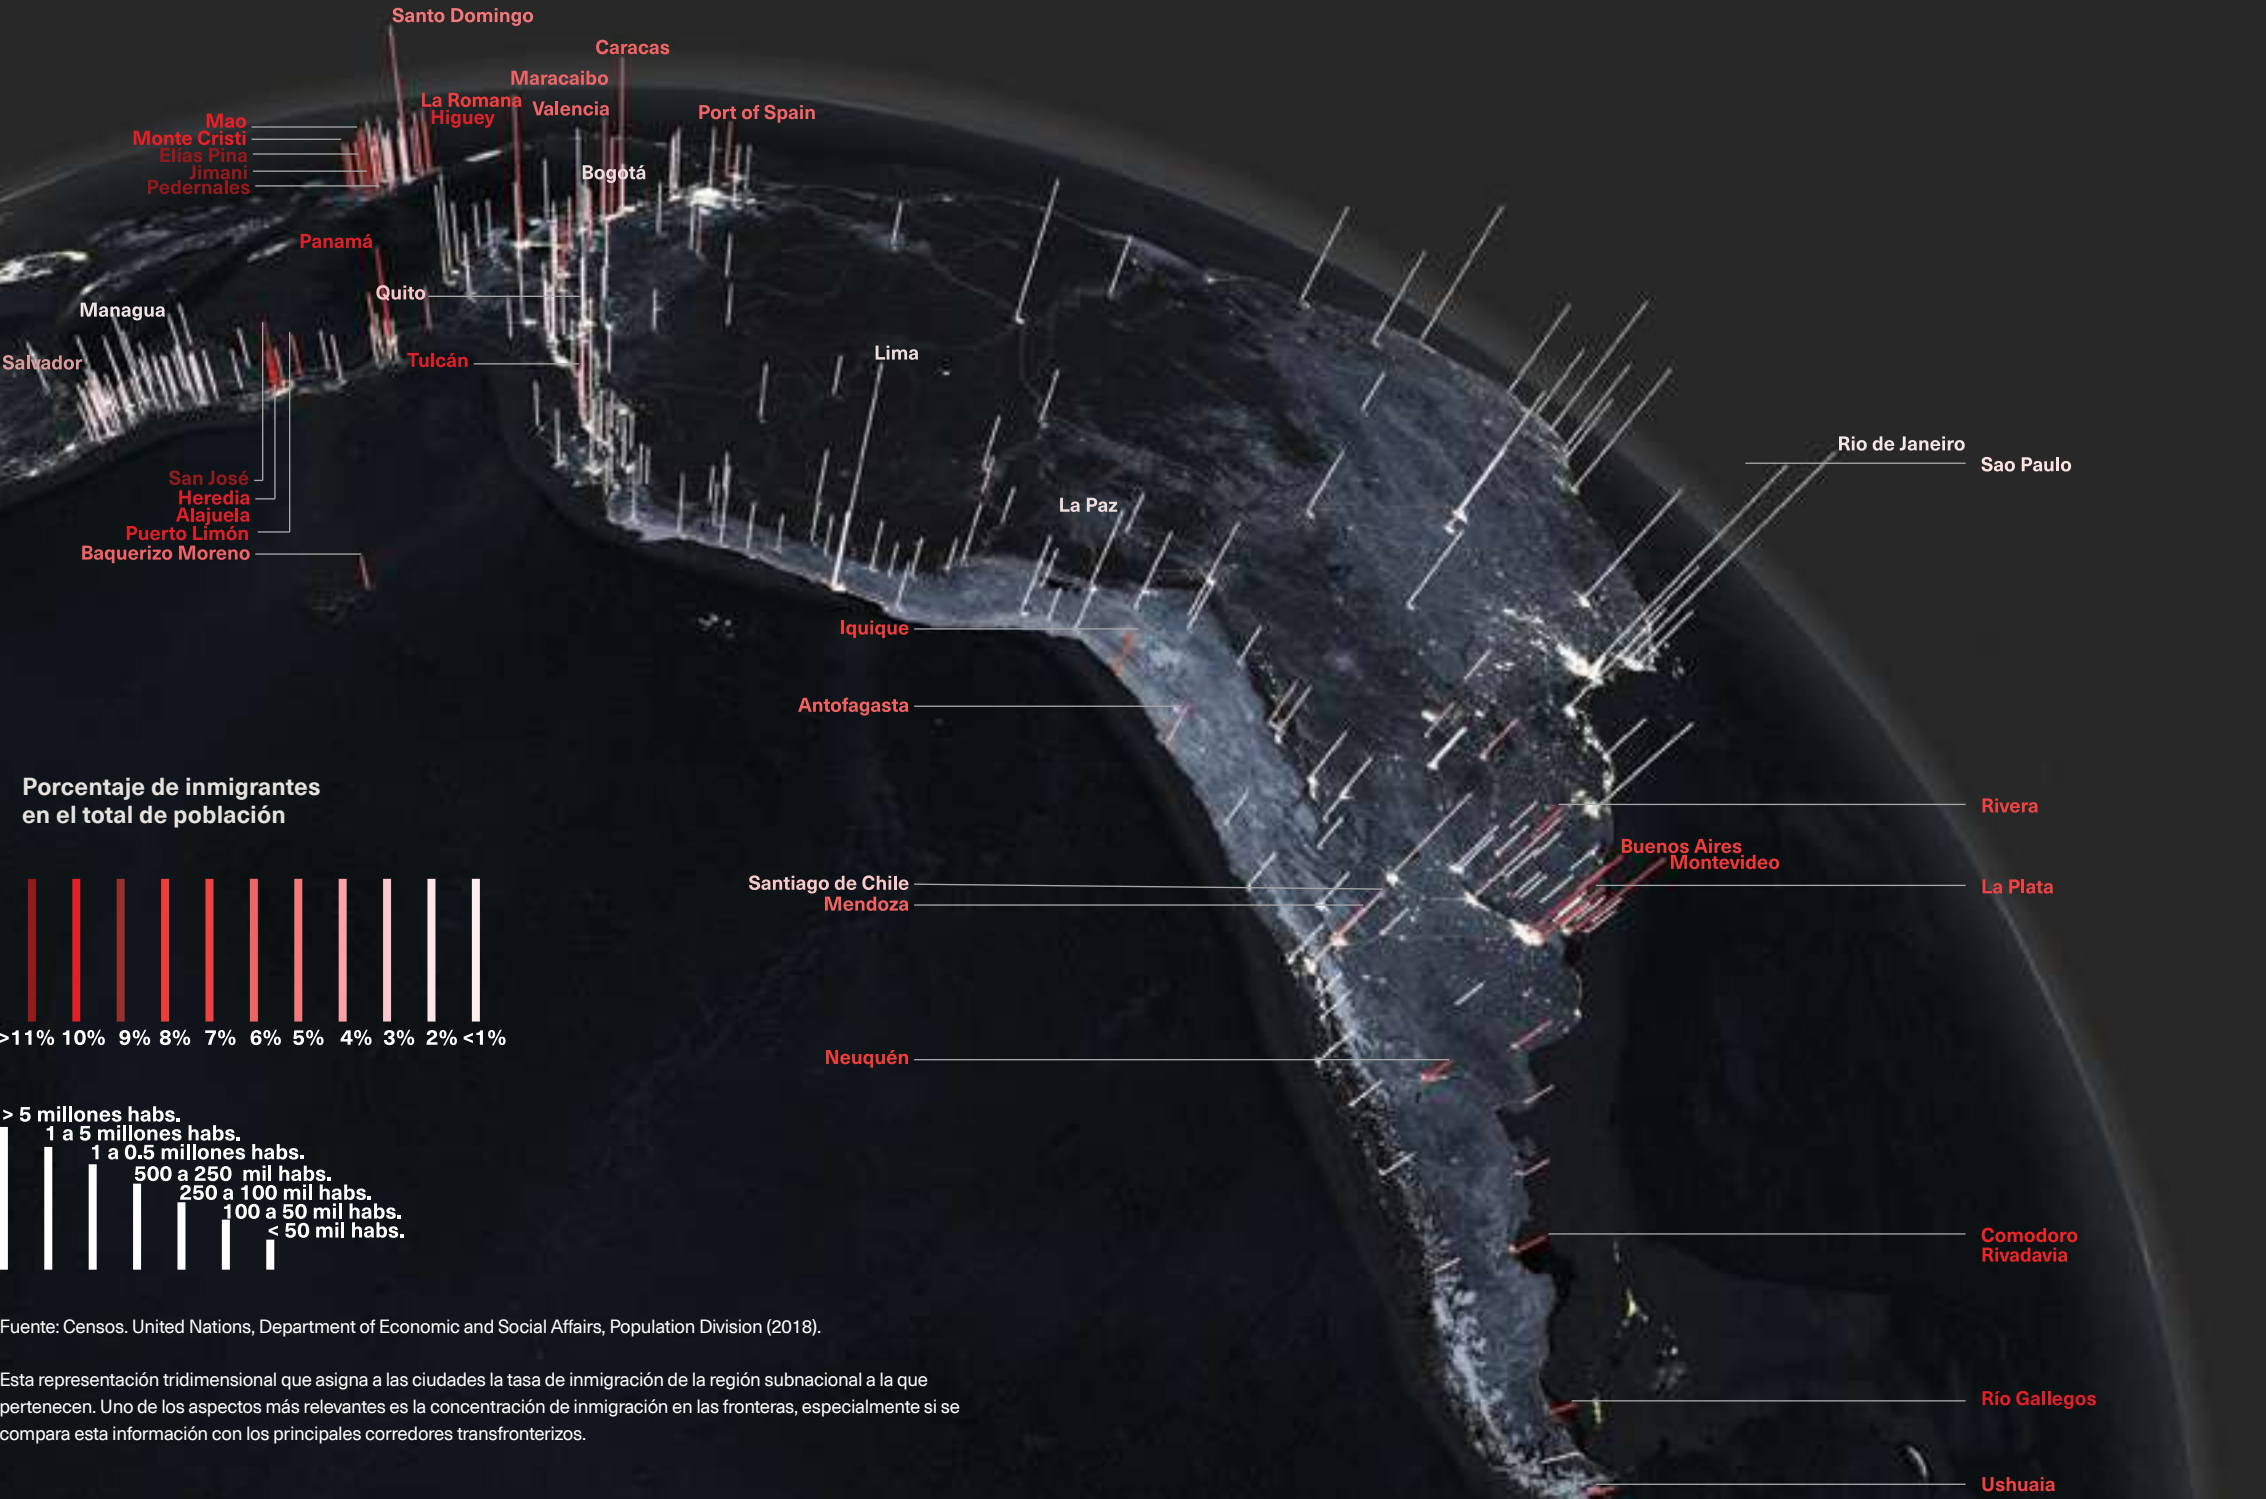 Santo Domingo
Caracas
Maracaibo
La Romana
Valencia
Higuey
Port of Spain
Mao
Monte Cristi
Elías Pina
Jimani
Pedernales
Bogotá
Panamá
Quito
Managua
Salvador
Tulcán
Lima
Rio de Janeiro
Sao Paulo
San José
Heredia
Alajuela
Puerto Limón
Baquerizo Moreno
La Paz
Iquique
Antofagasta
Porcentaje de inmigrantes
en el total de población
>11% 10% 9% 8% 7% 6% 5% 4% 3% 2% <1%
Rivera
Buenos Aires
Montevideo
La Plata
Santiago de Chile
Mendoza
Neuquén
> 5 millones habs.
1 a 5 millones habs.
1 a 0.5 millones habs.
500 a 250 mil habs.
250 a 100 mil habs.
100 a 50 mil habs.
< 50 mil habs.
Comodoro
Rivadavia
Río Gallegos
Ushuaia
Fuente: Censos. United Nations, Department of Economic and Social Affairs, Population Division (2018).
Esta representación tridimensional que asigna a las ciudades la tasa de inmigración de la región subnacional a la que
pertenecen. Uno de los aspectos más relevantes es la concentración de inmigración en las fronteras, especialmente si se
compara esta información con los principales corredores transfronterizos.